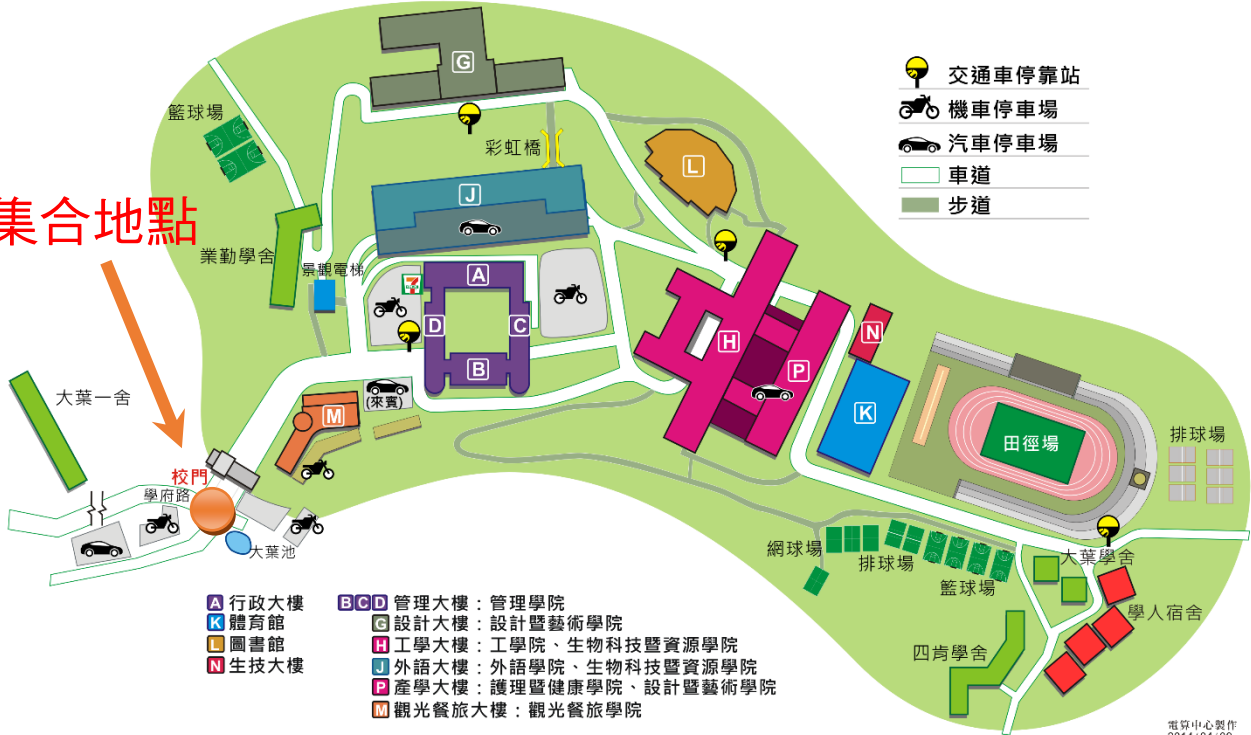 G
交通車停靠站
機車停車場
汽車停車場
車道
步道
籃球場
彩虹橋
L
J
集合地點
業勤學舍
景觀電梯
7
A
D
C
B
H
N
P
K
(來賓)
M
大葉一舍
田徑場
排球場
校門
學府路
大葉池
網球場
排球場
籃球場
大葉學舍
學人宿舍
四肯學舍
A 行政大樓
K 體育館
L 圖書館
N 生技大樓
BCD 管理大樓：管理學院
G 設計大樓：設計暨藝術學院
H 工學大樓：工學院、生物科技暨資源學院
J 外語大樓：外語學院、生物科技暨資源學院
P 產學大樓：護理暨健康學院、設計暨藝術學院
M 觀光餐旅大樓：觀光餐旅學院
電算中心製作